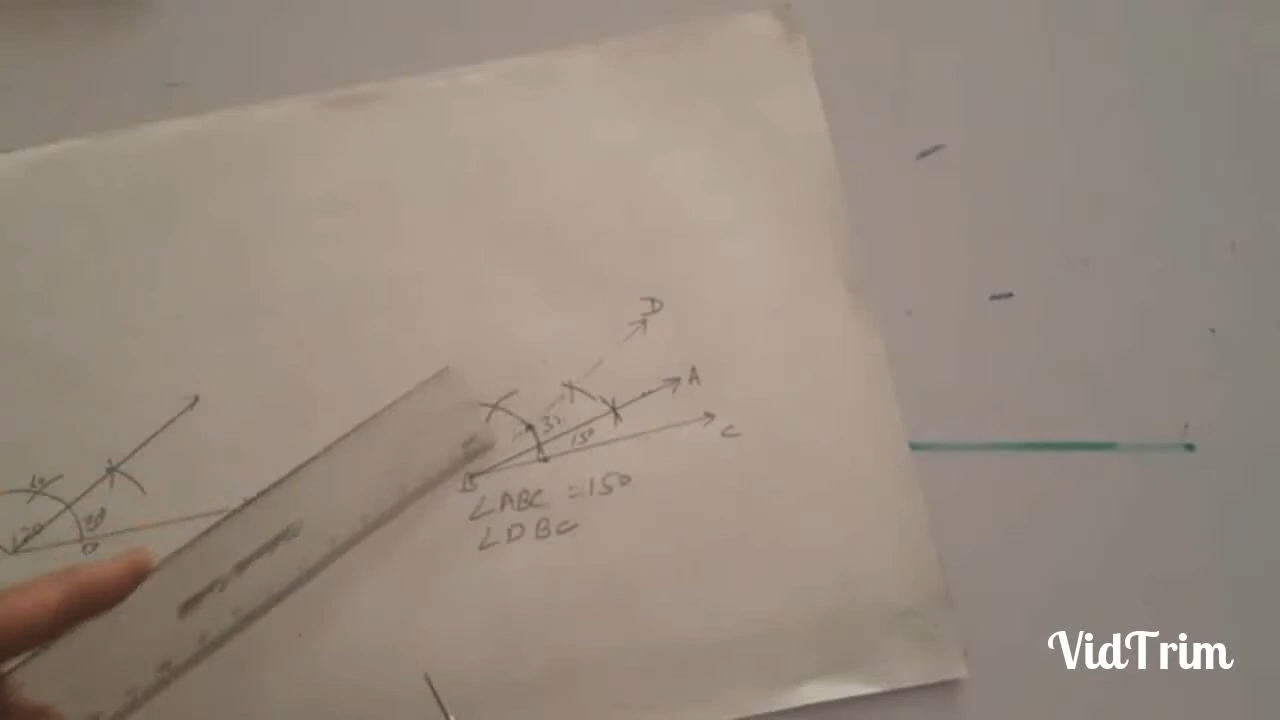 D
A
C
B
∠ABC = 15°
∠DBC
15°
30°
VidTrim